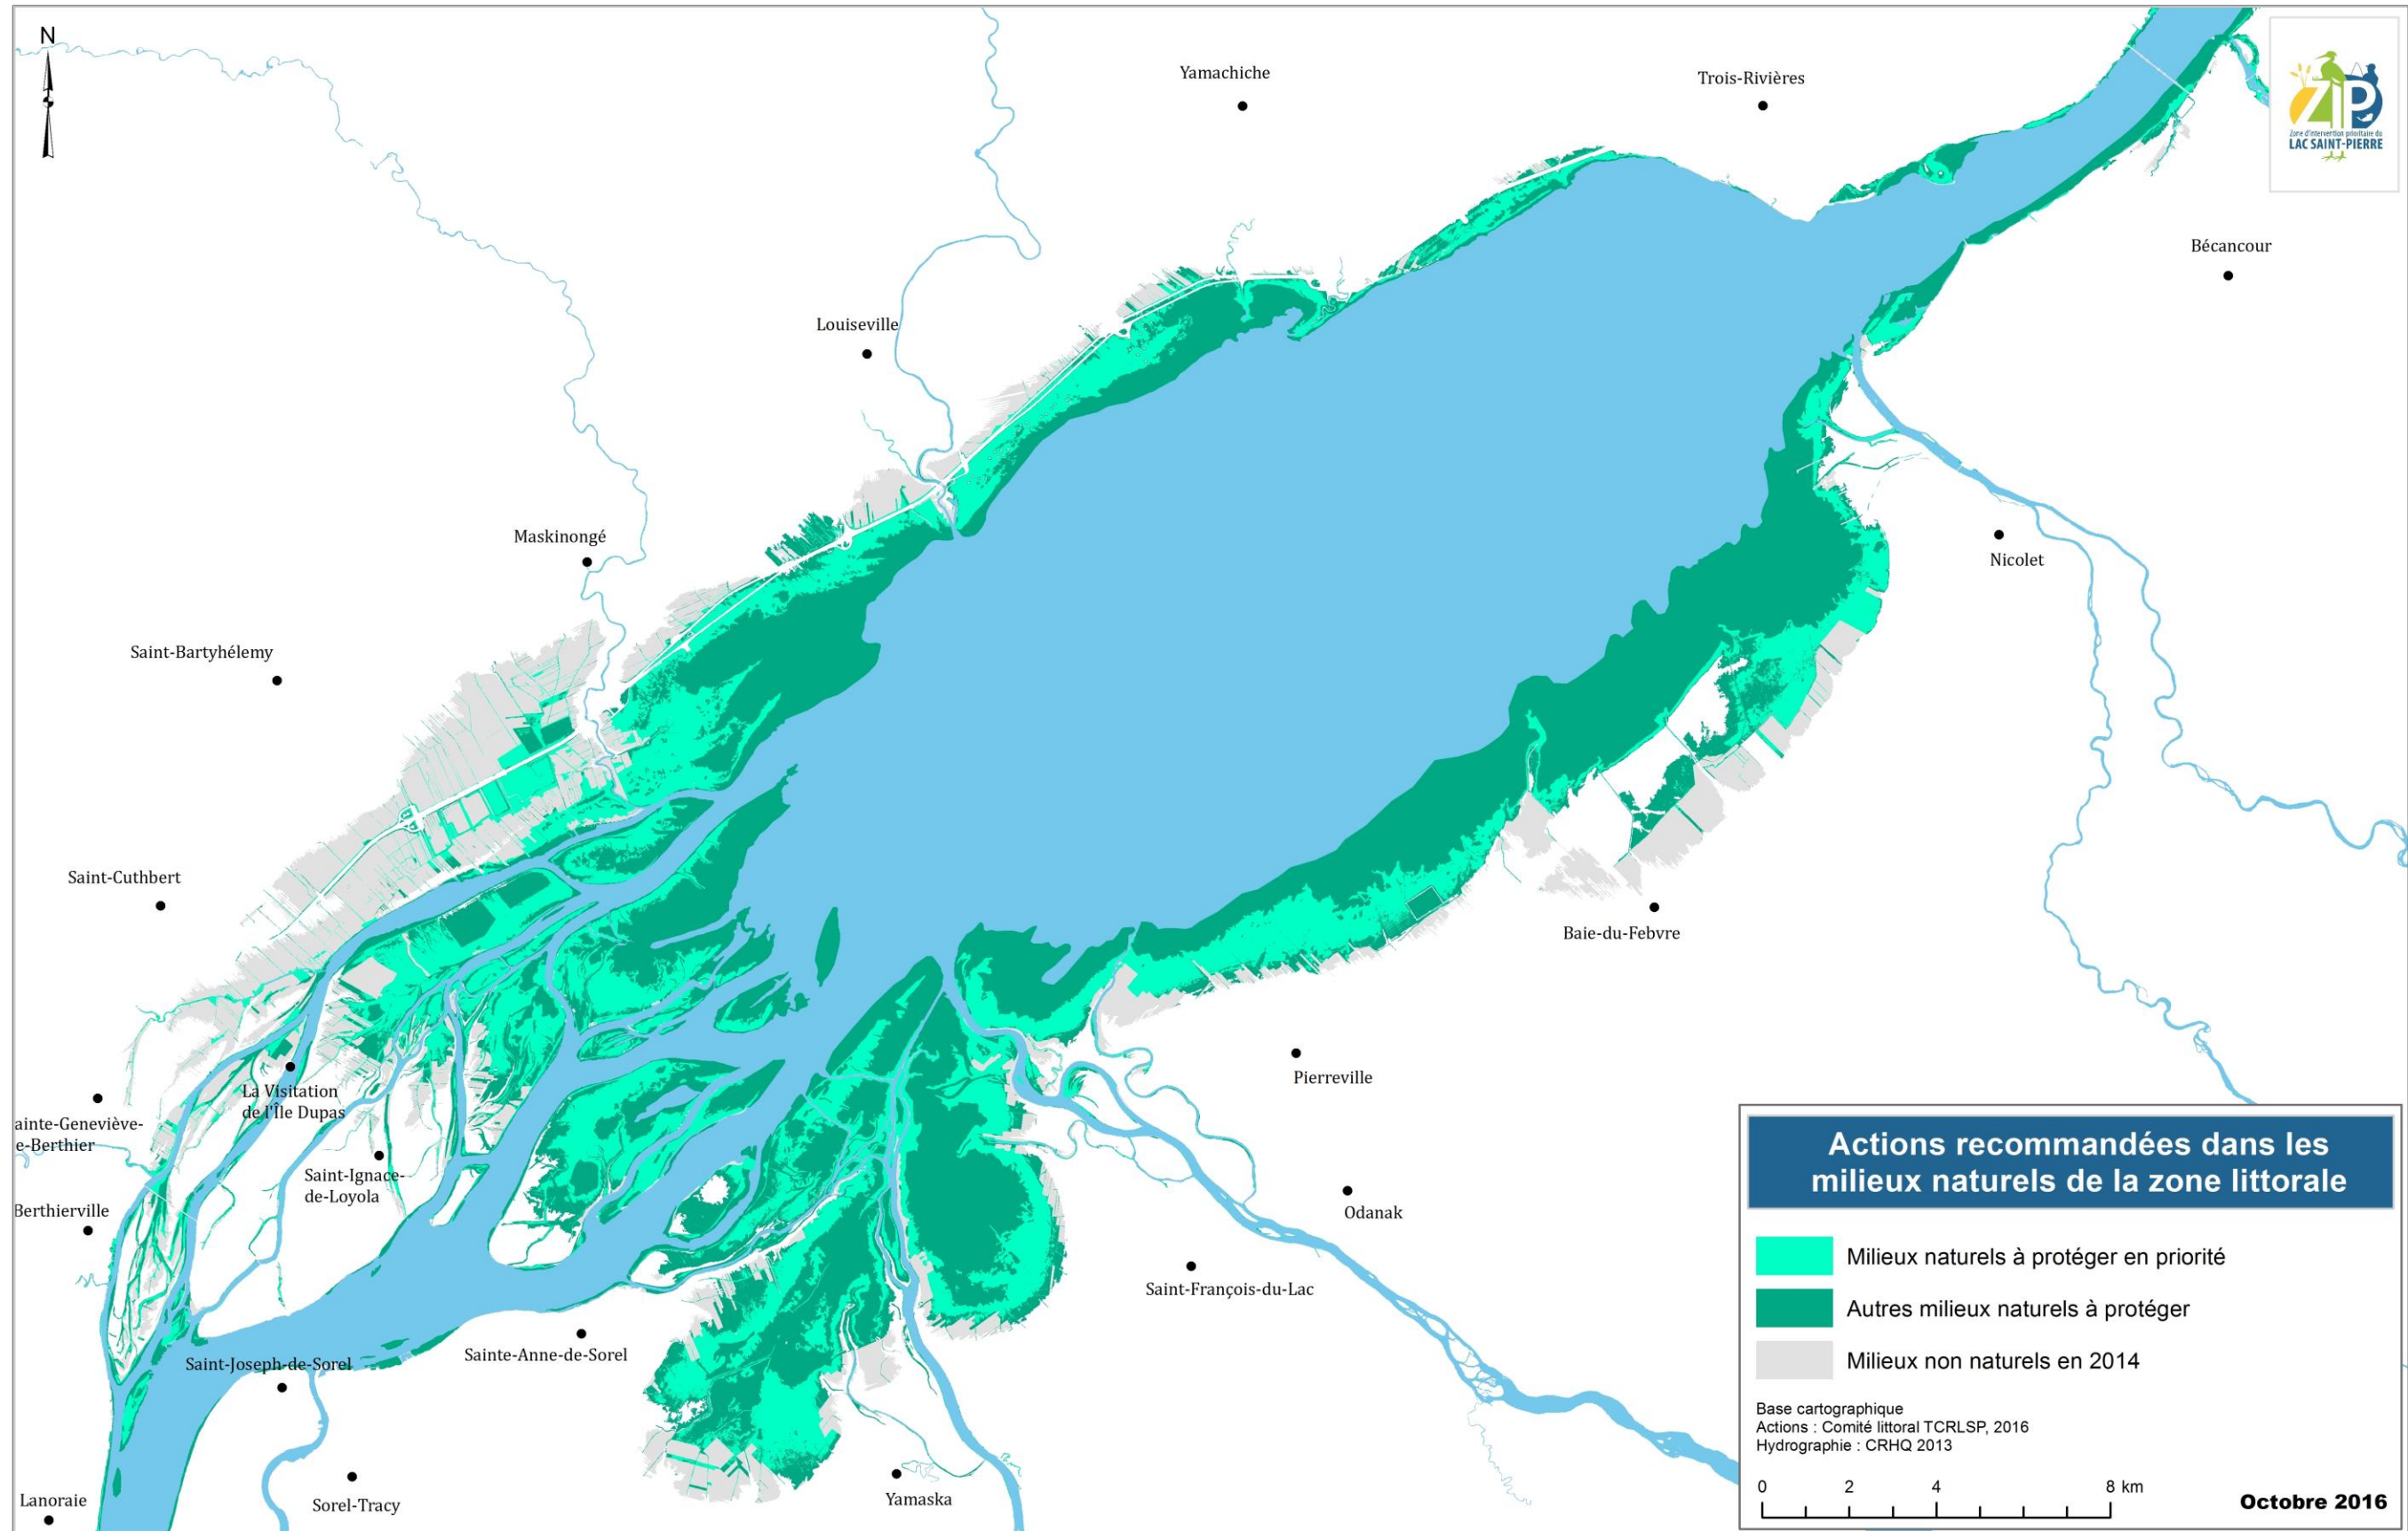 N
Yamachiche
Trois-Rivières
ZIP
Zone d'intervention prioritaire du
LAC SAINT-PIERRE
Bécancour
Louiseville
Maskinongé
Nicolet
Saint-Bartyhélemy
Saint-Cuthbert
Baie-du-Febvre
Pierreville
La Visitation
de l'Île Dupas
ainte-Geneviève-
e-Berthier
Saint-Ignace-
de-Loyola
Berthierville
Odanak
Saint-François-du-Lac
Sainte-Anne-de-Sorel
Saint-Joseph-de-Sorel
Yamaska
Sorel-Tracy
Lanoraie
Actions recommandées dans les
milieux naturels de la zone littorale
Milieux naturels à protéger en priorité
Autres milieux naturels à protéger
Milieux non naturels en 2014
Base cartographique
Actions : Comité littoral TCRLSP, 2016
Hydrographie : CRHQ 2013
0 2 4 8 km
Octobre 2016